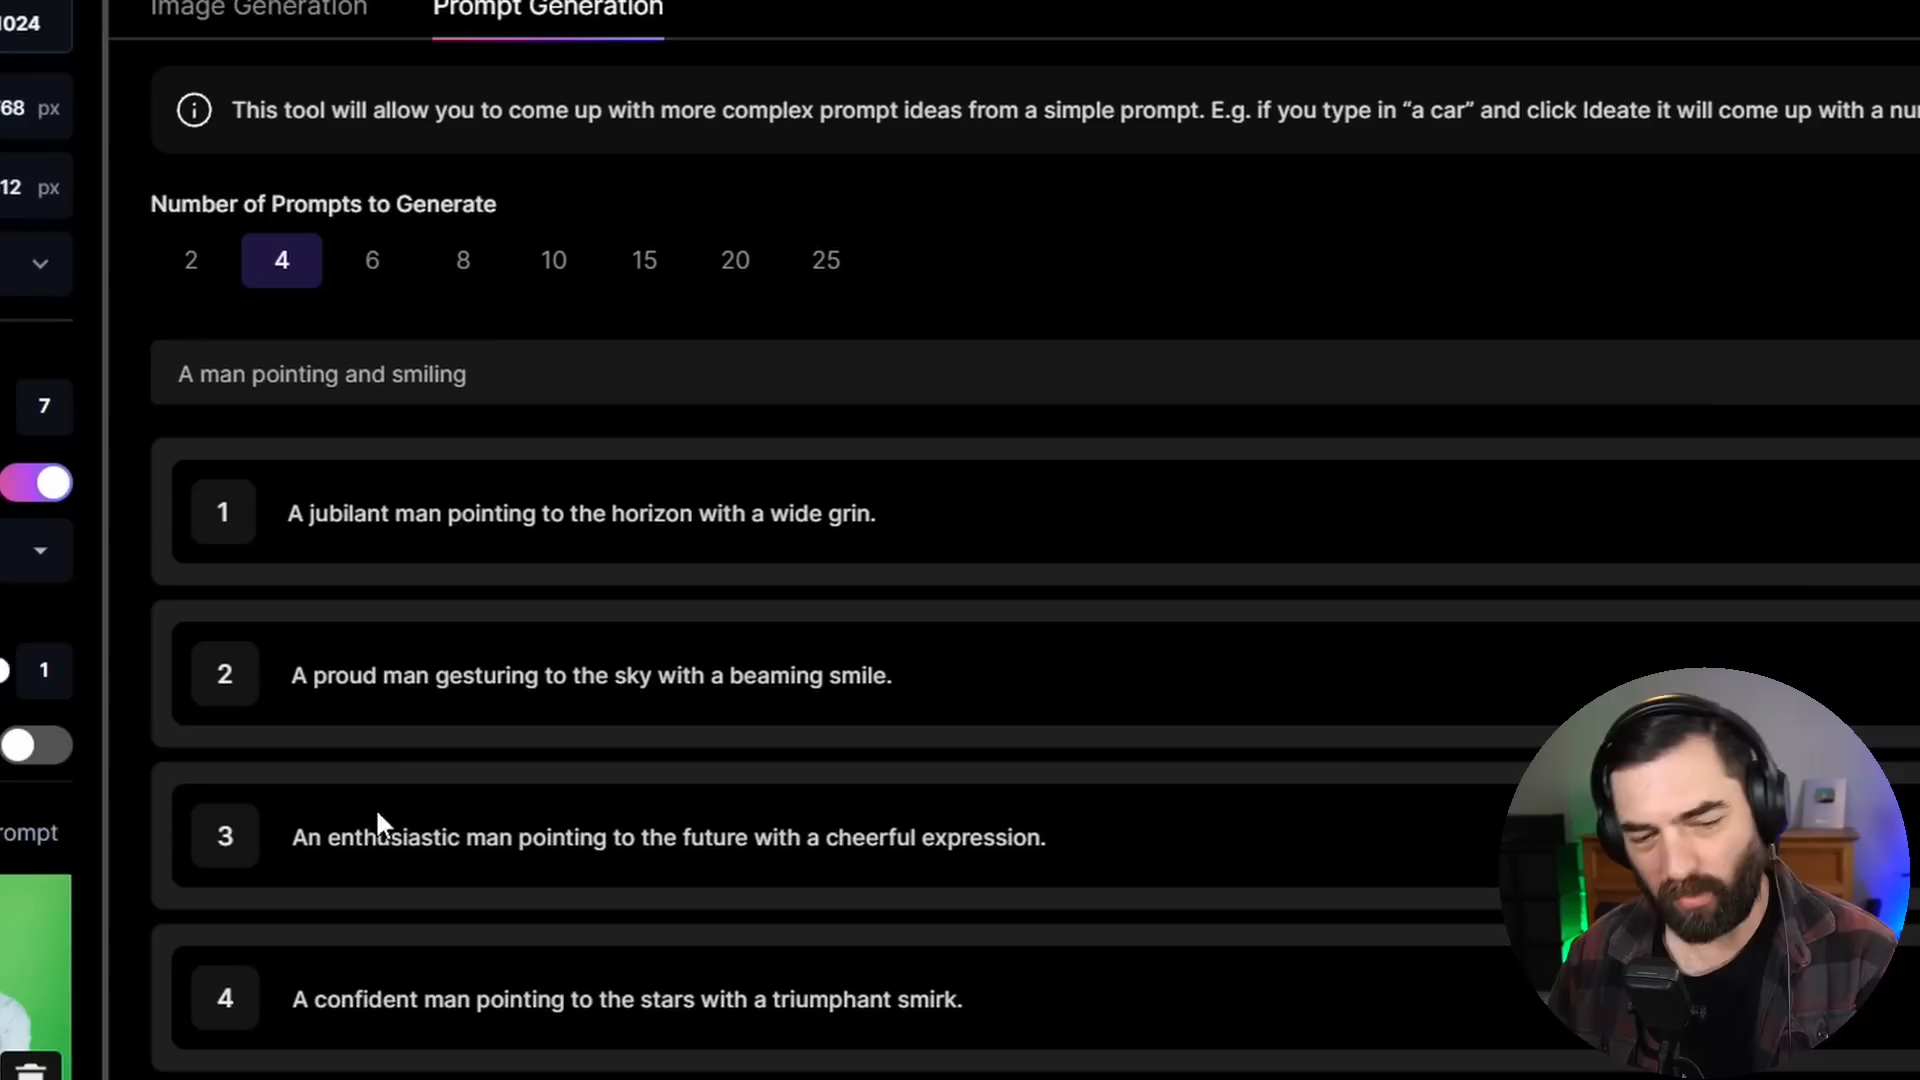 1024
Image Generation
Prompt Generation
68 px
This tool will allow you to come up with more complex prompt ideas from a simple prompt. E.g. if you type in “a car” and click Ideate it will come up with a
12 px
Number of Prompts to Generate
2 4 6 8 10 15 20 25
A man pointing and smiling
7
1 A jubilant man pointing to the horizon with a wide grin.
1
2 A proud man gesturing to the sky with a beaming smile.
rompt
3 An enthusiastic man pointing to the future with a cheerful expression.
4 A confident man pointing to the stars with a triumphant smirk.